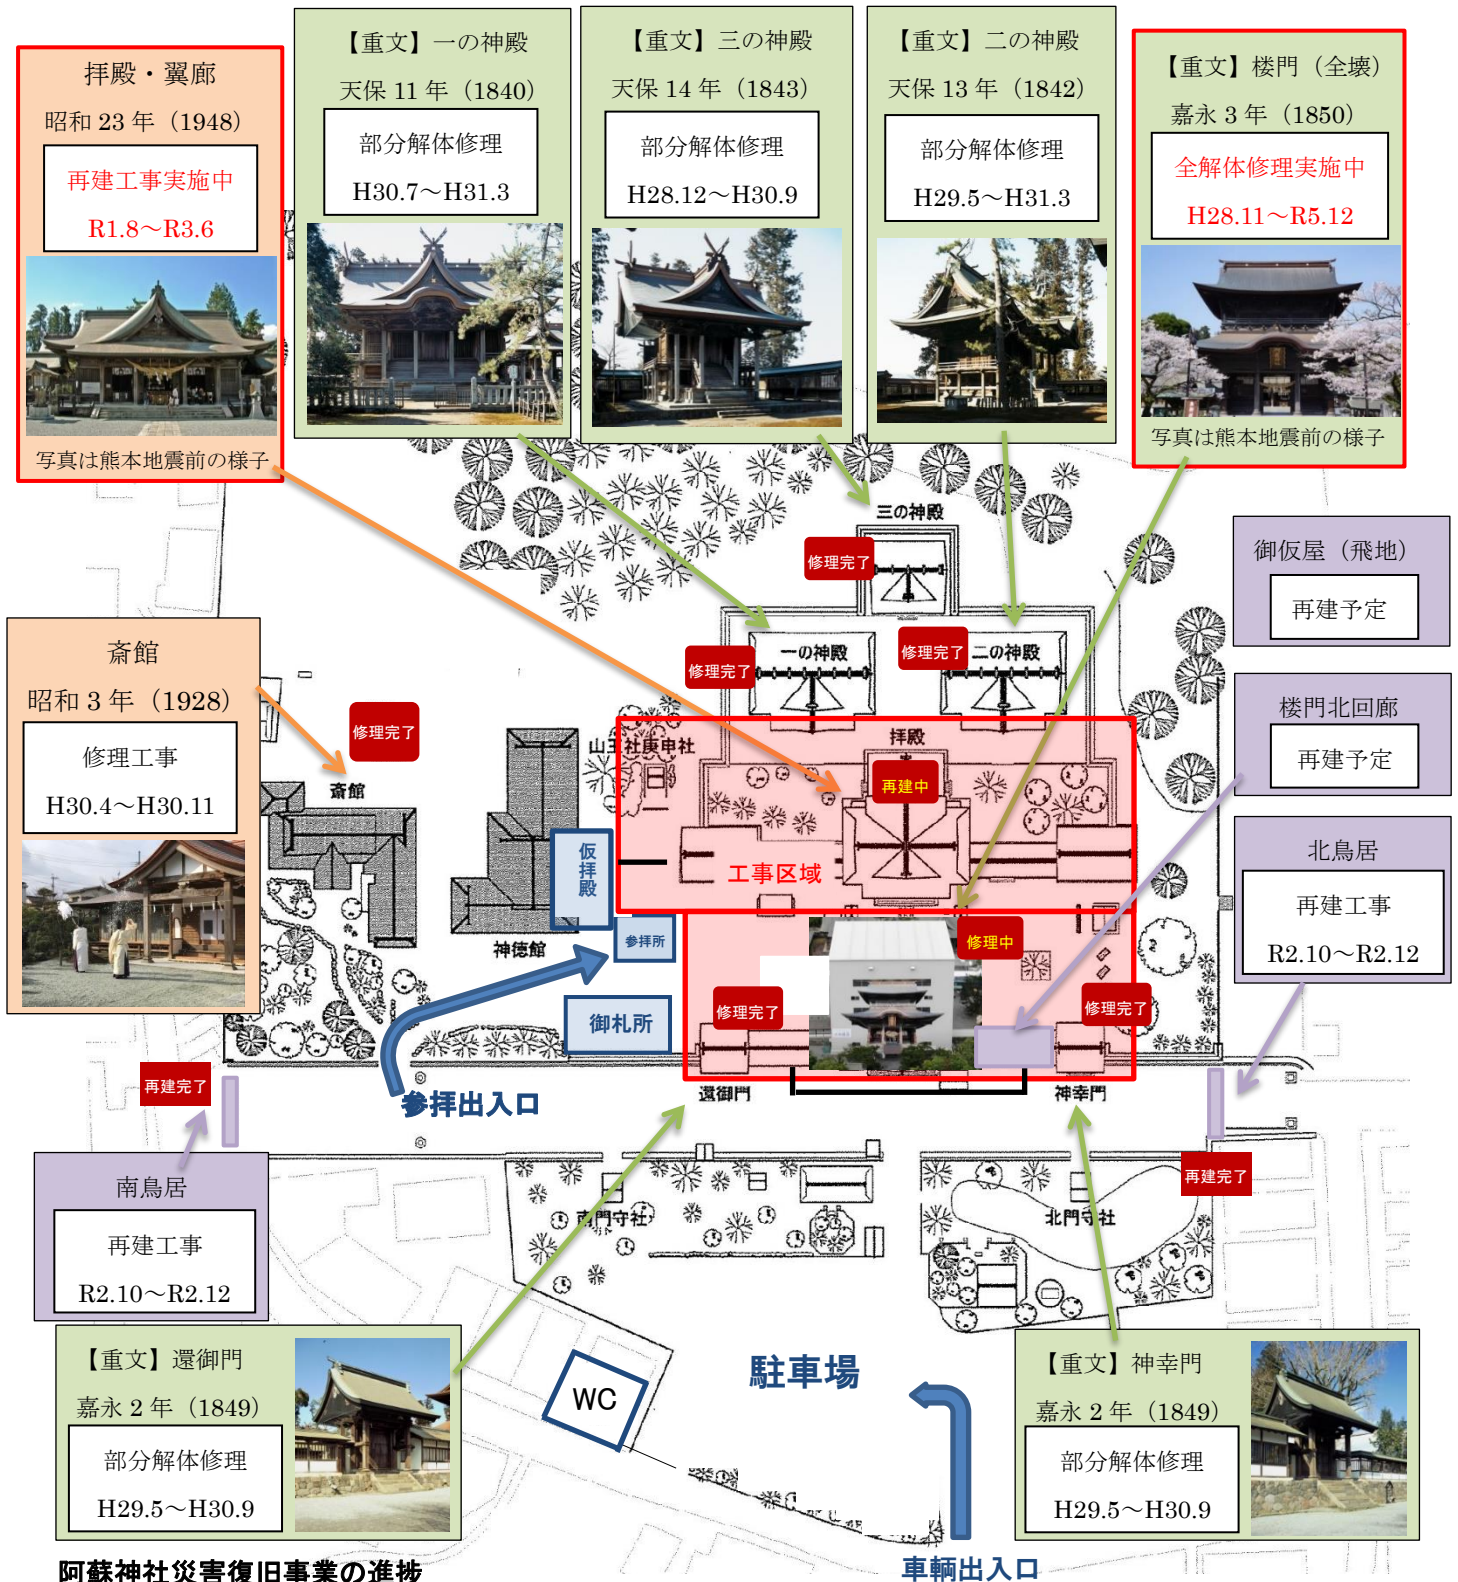 拝殿・翼廊
昭和 23 年（1948）
再建工事実施中
R1.8～R3.6
写真は熊本地震前の様子
【重文】一の神殿
天保 11 年（1840）
部分解体修理
H30.7～H31.3
【重文】三の神殿
天保 14 年（1843）
部分解体修理
H28.12～H30.9
【重文】二の神殿
天保 13 年（1842）
部分解体修理
H29.5～H31.3
【重文】楼門（全壊）
嘉永 3 年（1850）
全解体修理実施中
H28.11～R5.12
写真は熊本地震前の様子
三の神殿
修理完了
御仮屋（飛地）
再建予定
一の神殿
修理完了
二の神殿
修理完了
斎館
昭和 3 年（1928）
修理工事
H30.4～H30.11
修理完了
斎館
楼門北回廊
再建予定
山王社庚申社
拝殿
再建中
工事区域
仮拝殿
参拝所
神徳館
御札所
修理中
修理完了
修理完了
北鳥居
再建工事
R2.10～R2.12
再建完了
参拝出入口
還御門
神幸門
南鳥居
再建工事
R2.10～R2.12
再建完了
南門守社
北門守社
【重文】還御門
嘉永 2 年（1849）
部分解体修理
H29.5～H30.9
WC
駐車場
【重文】神幸門
嘉永 2 年（1849）
部分解体修理
H29.5～H30.9
車輌出入口
阿蘇神社災害復旧事業の進捗